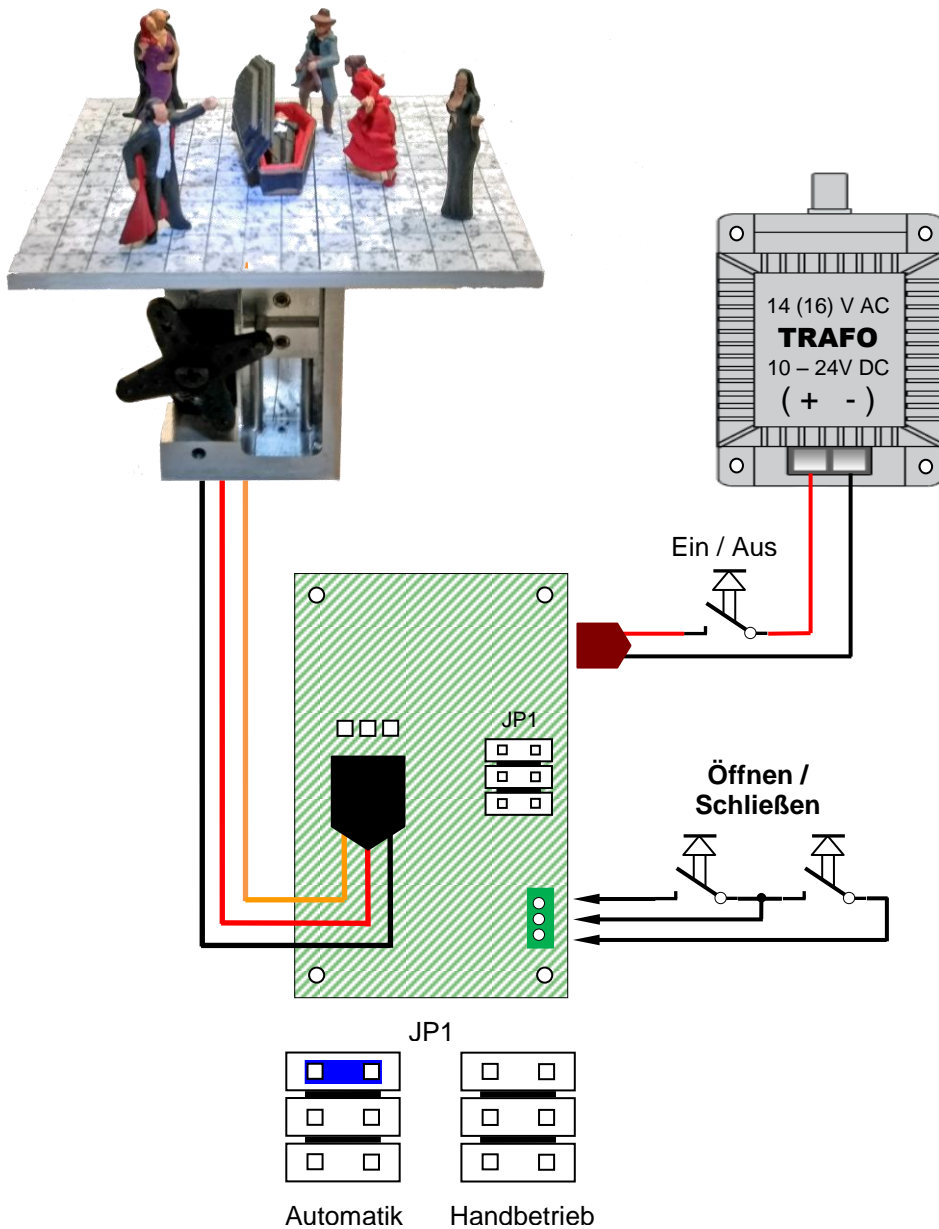 14 (16) V AC
TRAFO
10 – 24V DC
( + - )
Ein / Aus
JP1
Öffnen /
Schließen
JP1
Automatik Handbetrieb